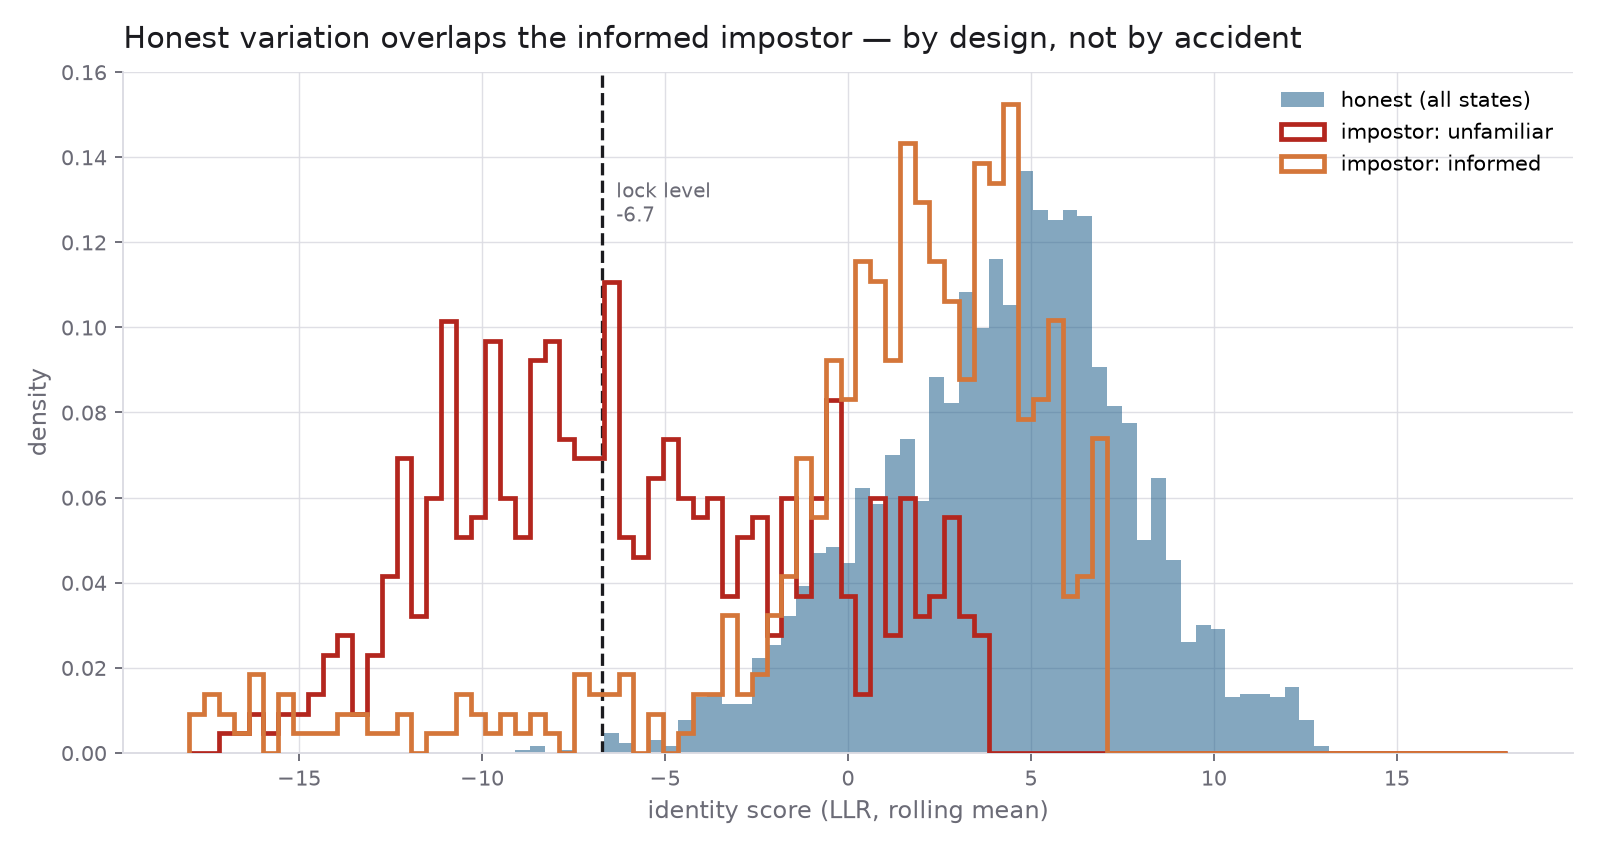 Honest variation overlaps the informed impostor — by design, not by accident
honest (all states)
impostor: unfamiliar
impostor: informed
lock level
-6.7
density
0.16
0.14
0.12
0.10
0.08
0.06
0.04
0.02
0.00
−15
−10
−5
0
5
10
15
identity score (LLR, rolling mean)